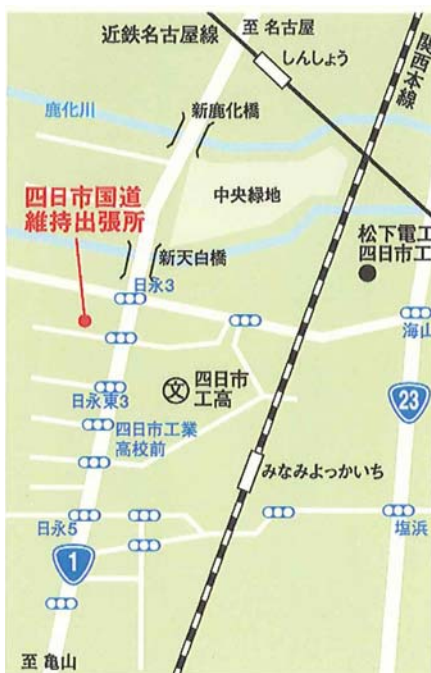 至 名古屋
近鉄名古屋線
しんしょう
関西本線
鹿化川
新鹿化橋
中央緑地
四日市国道
維持出張所
松下電工
四日市工
新天白橋
日永3
海山
四日市
工高
文
23
日永東3
四日市工業
高校前
みなみよっかいち
日永5
塩浜
1
至 亀山